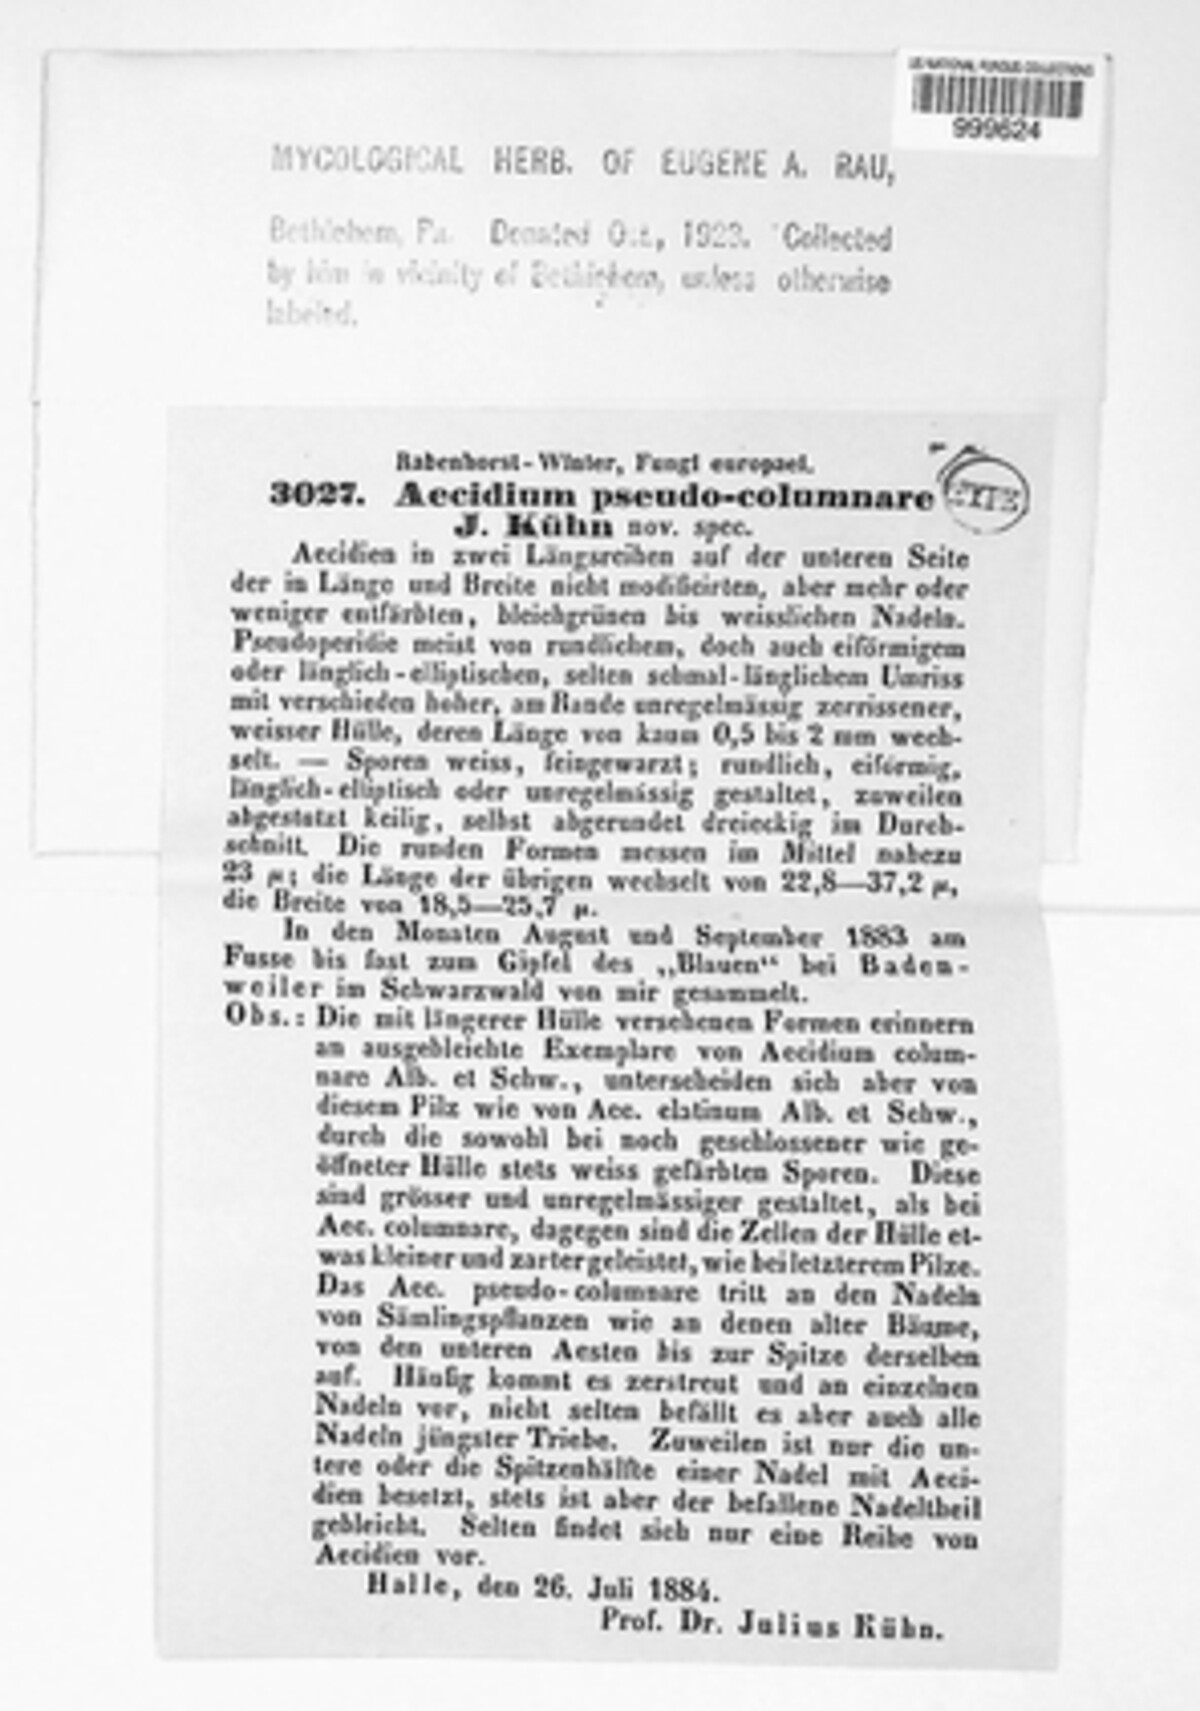 US NATIONAL FUNGUS COLLECTIONS
999624
MYCOLOGICAL HERB. OF EUGENE A. RAU,
Bethlehem, Pa. Donated Oct., 1923. Collected
by him in vicinity of Bethlehem, unless otherwise
labeled.
Rabenhorst-Winter, Fungi europaei.
3027. Aecidium pseudo-columnare
J. Kühn nov. spec.
Aecidien in zwei Längsreihen auf der unteren Seite
der in Länge und Breite nicht modificirten, aber mehr oder
weniger entfärbten, bleichgrünen bis weisslichen Nadeln.
Pseudoperidie meist von rundlichem, doch auch eiförmigem
oder länglich-elliptischen, selten schmal-länglichem Umriss
mit verschieden hoher, am Rande unregelmässig zerrissener,
weisser Hülle, deren Länge von kaum 0,5 bis 2 mm wech-
selt. — Sporen weiss, feingewarzt; rundlich, eiförmig,
länglich-elliptisch oder unregelmässig gestaltet, zuweilen
abgestutzt keilig, selbst abgerundet dreieckig im Durch-
schnitt. Die runden Formen messen im Mittel nahezu
23 μ; die Länge der übrigen wechselt von 22,8—37,2 μ,
die Breite von 18,5—25,7 μ.
In den Monaten August und September 1883 am
Fusse bis fast zum Gipfel des „Blauen“ bei Baden-
weiler im Schwarzwald von mir gesammelt.
Obs.: Die mit längerer Hülle versehenen Formen erinnern
an ausgebleichte Exemplare von Aecidium colum-
nare Alb. et Schw., unterscheiden sich aber von
diesem Pilz wie von Aec. elatinum Alb. et Schw.,
durch die sowohl bei noch geschlossener wie ge-
öffneter Hülle stets weiss gefärbten Sporen. Diese
sind grösser und unregelmässiger gestaltet, als bei
Aec. columnare, dagegen sind die Zellen der Hülle et-
was kleiner und zarter geleistet, wie bei letzterem Pilze.
Das Aec. pseudo-columnare tritt an den Nadeln
von Sämlingspflanzen wie an denen alter Bäume,
von den unteren Aesten bis zur Spitze derselben
auf. Häufig kommt es zerstreut und an einzelnen
Nadeln vor, nicht selten befällt es aber auch alle
Nadeln jüngster Triebe. Zuweilen ist nur die un-
tere oder die Spitzenhälfte einer Nadel mit Aeci-
dien besetzt, stets ist aber der befallene Nadeltheil
gebleicht. Selten findet sich nur eine Reihe von
Aecidien vor.
Halle, den 26. Juli 1884.
Prof. Dr. Julius Kühn.